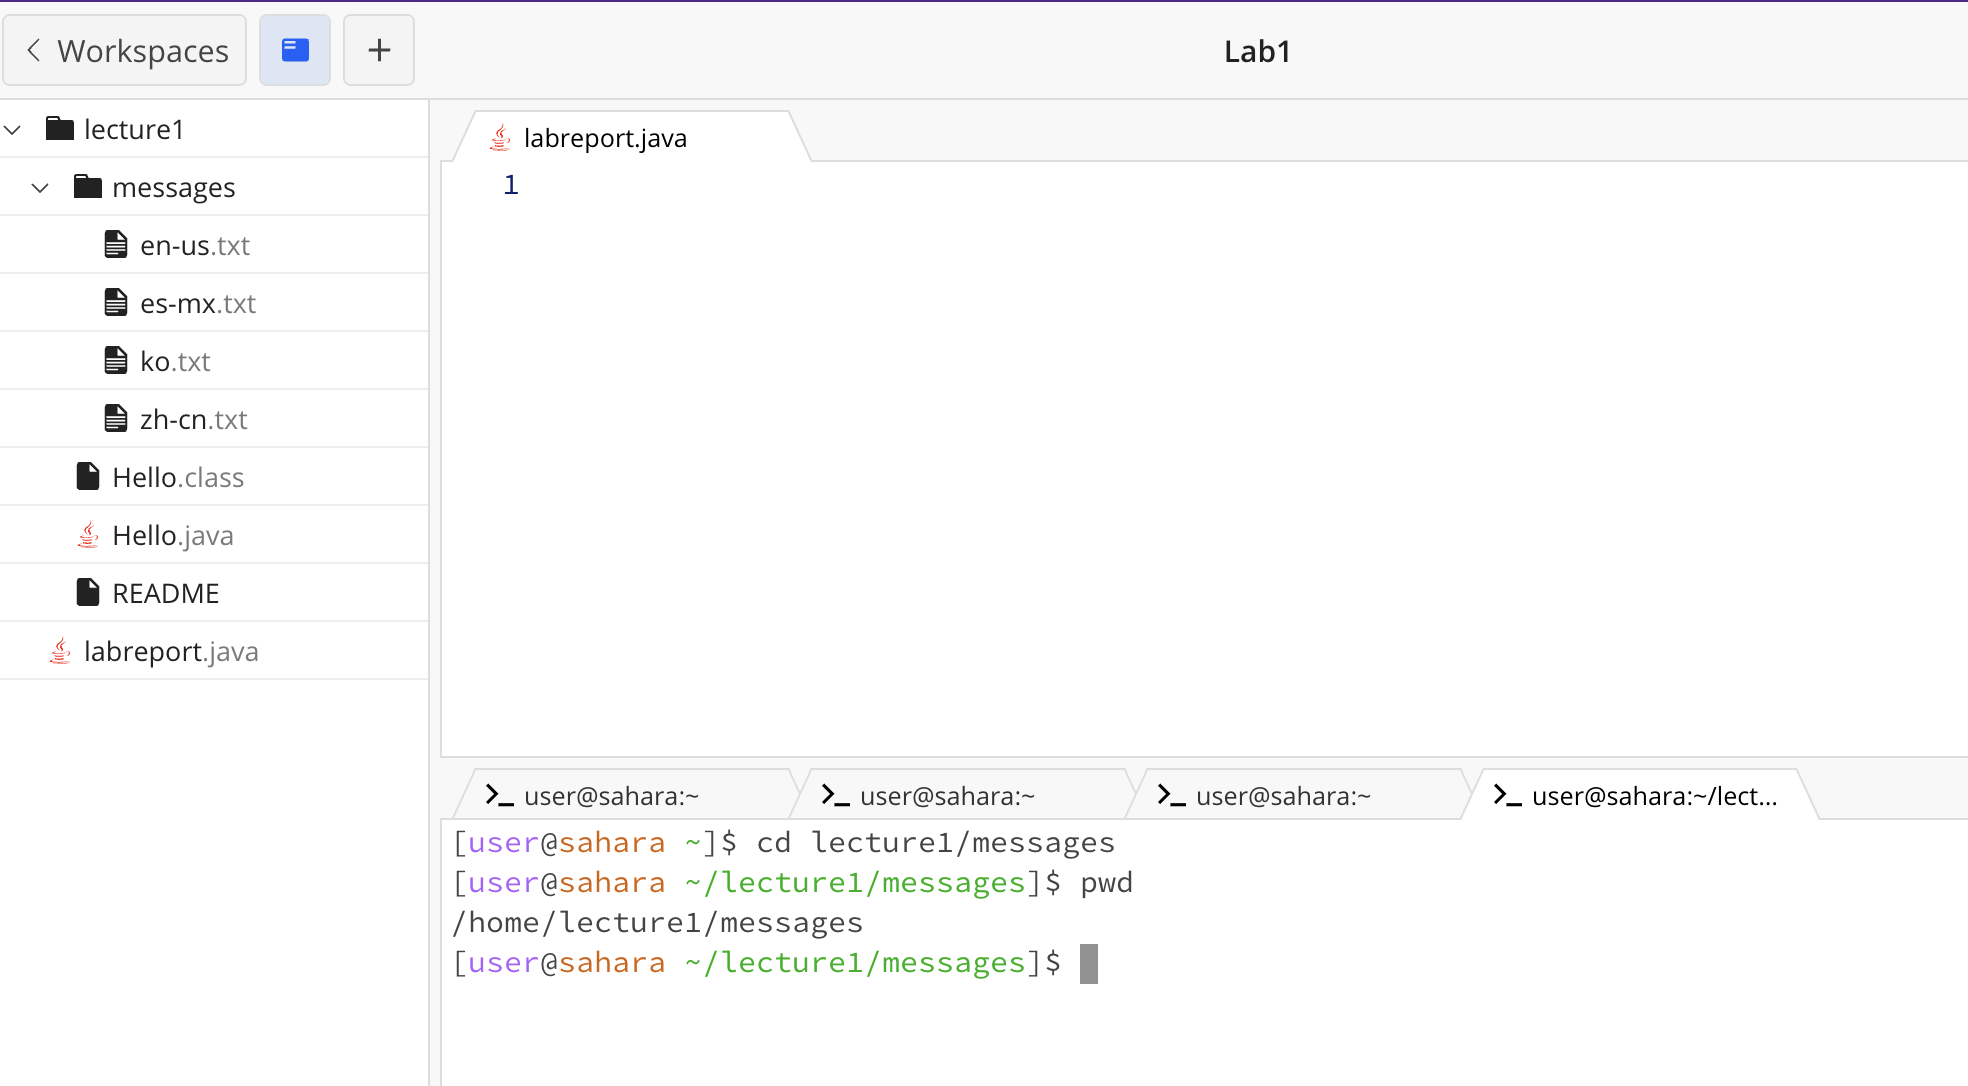 Workspaces
Lab1
lecture1
messages
en-us.txt
es-mx.txt
ko.txt
zh-cn.txt
Hello.class
Hello.java
README
labreport.java
labreport.java
1
user@sahara:~
user@sahara:~
user@sahara:~
user@sahara:~/lect...
[user@sahara ~]$ cd lecture1/messages
[user@sahara ~/lecture1/messages]$ pwd
/home/lecture1/messages
[user@sahara ~/lecture1/messages]$